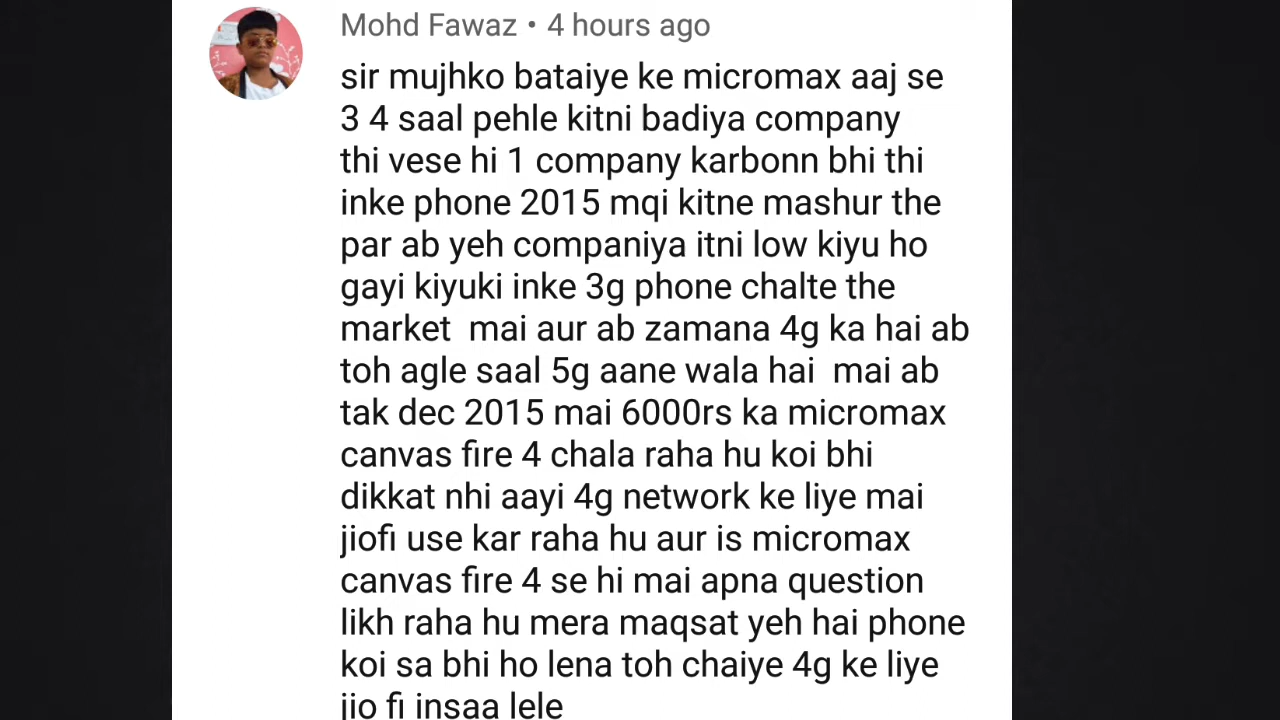 Mohd Fawaz • 4 hours ago
sir mujhko bataiye ke micromax aaj se
3 4 saal pehle kitni badiya company
thi vese hi 1 company karbonn bhi thi
inke phone 2015 mqi kitne mashur the
par ab yeh companiya itni low kiyu ho
gayi kiyuki inke 3g phone chalte the
market  mai aur ab zamana 4g ka hai ab
toh agle saal 5g aane wala hai  mai ab
tak dec 2015 mai 6000rs ka micromax
canvas fire 4 chala raha hu koi bhi
dikkat nhi aayi 4g network ke liye mai
jiofi use kar raha hu aur is micromax
canvas fire 4 se hi mai apna question
likh raha hu mera maqsat yeh hai phone
koi sa bhi ho lena toh chaiye 4g ke liye
jio fi insaa lele